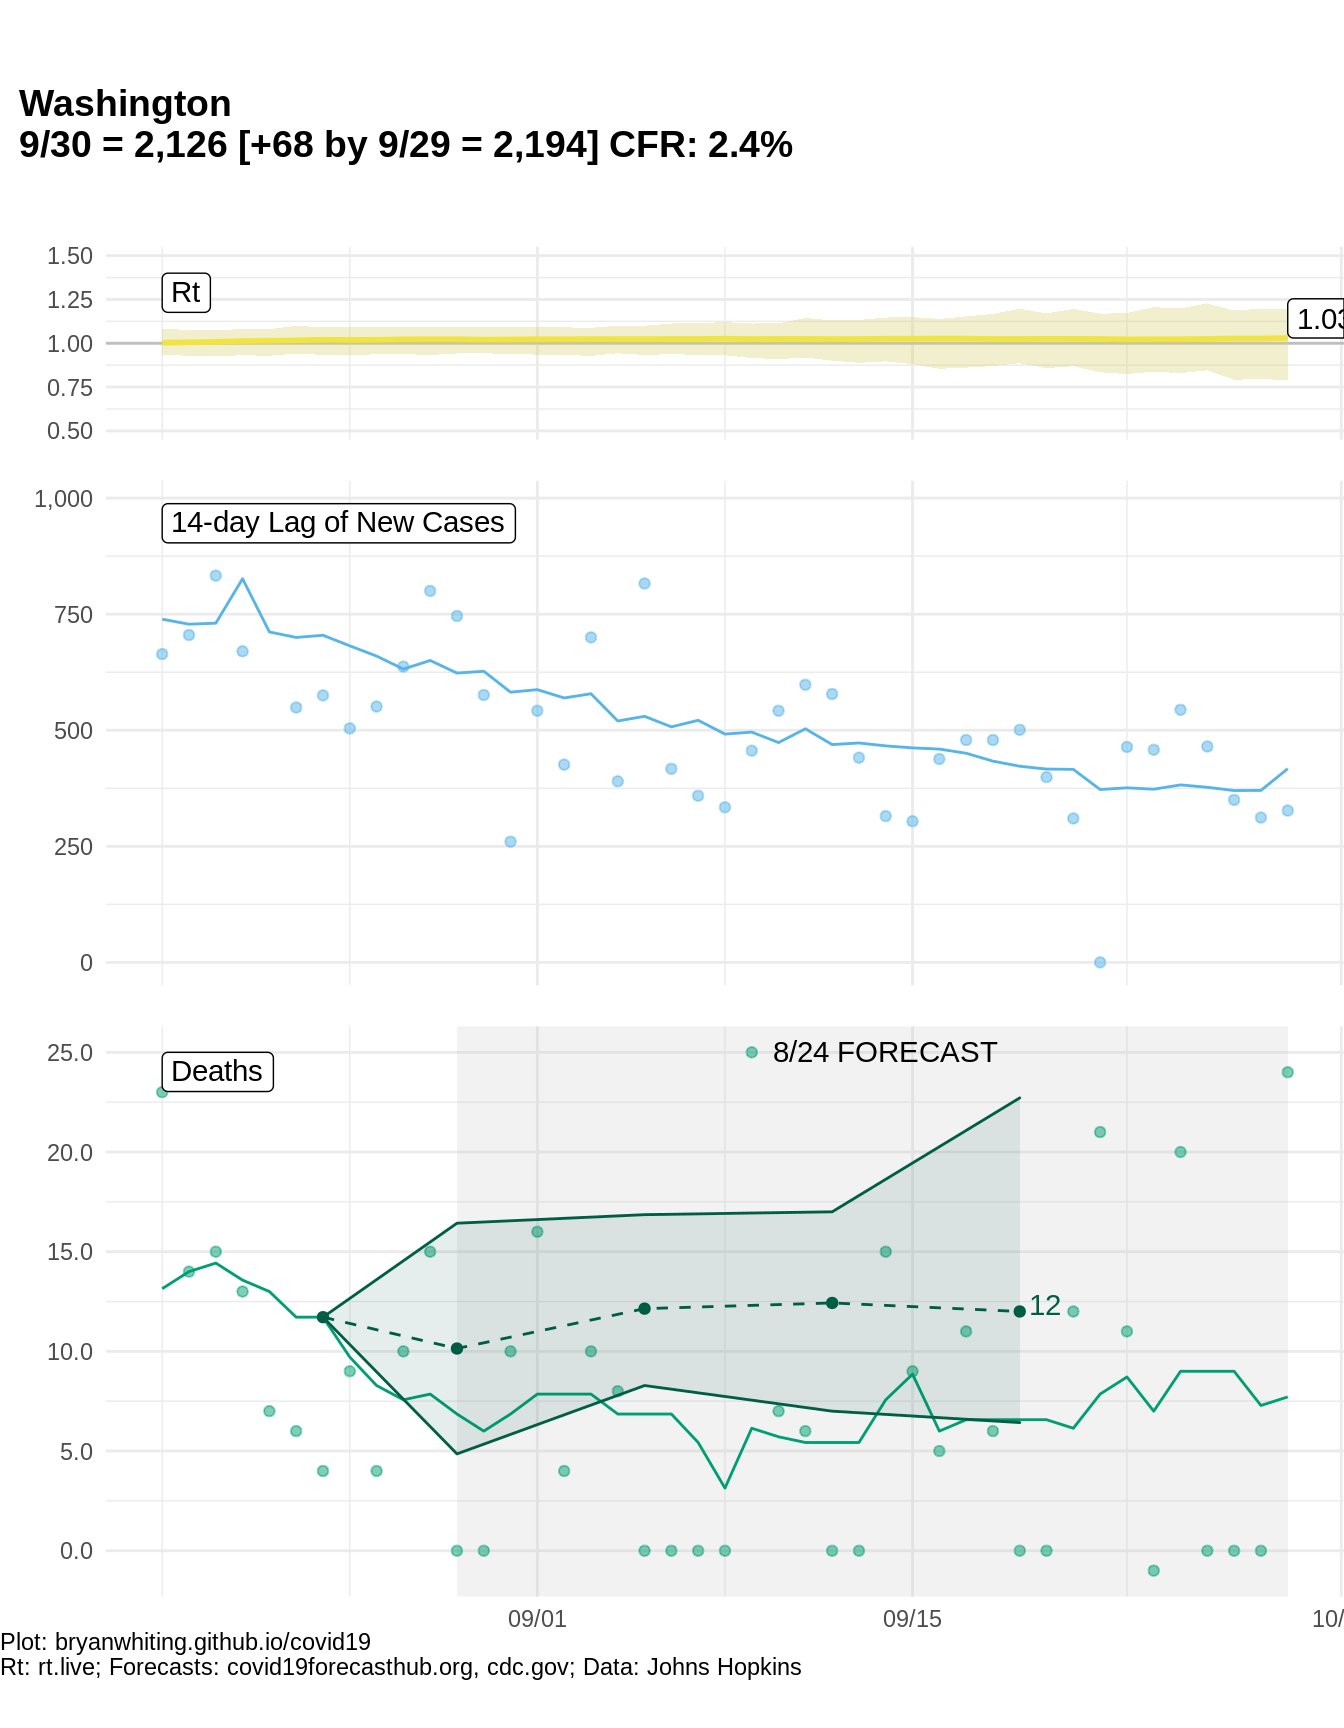 Washington
9/30 = 2,126 [+68 by 9/29 = 2,194] CFR: 2.4%
1.50
Rt
1.25
1.03
1.00
0.75
0.50
1,000
14-day Lag of New Cases
750
500
250
0
25.0
8/24 FORECAST
Deaths
20.0
15.0
12
10.0
5.0
0.0
09/01
09/15
10/
Plot: bryanwhiting.github.io/covid19
Rt: rt.live; Forecasts: covid19forecasthub.org, cdc.gov; Data: Johns Hopkins